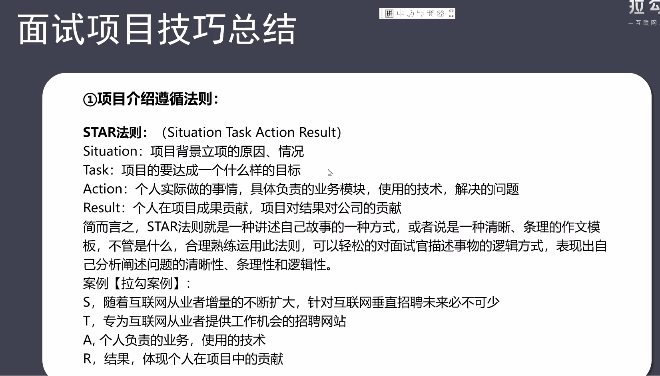 面试项目技巧总结
拉勾
①项目介绍遵循法则：
STAR法则：（Situation Task Action Result）
Situation：项目背景立项的原因、情况
Task：项目的要达成一个什么样的目标
Action：个人实际做的事情，具体负责的业务模块，使用的技术，解决的问题
Result：个人在项目成果贡献，项目对结果对公司的贡献
简而言之，STAR法则就是一种讲述自己故事的一种方式，或者说是一种清晰、条理的作文模
板，不管是什么，合理熟练运用此法则，可以轻松的对面试官描述事物的逻辑方式，表现出自
己分析阐述问题的清晰性、条理性和逻辑性。
案例【拉勾案例】：
S，随着互联网从业者增量的不断扩大，针对互联网垂直招聘未来必不可少
T，专为互联网从业者提供工作机会的招聘网站
A, 个人负责的业务，使用的技术
R，结果，体现个人在项目中的贡献